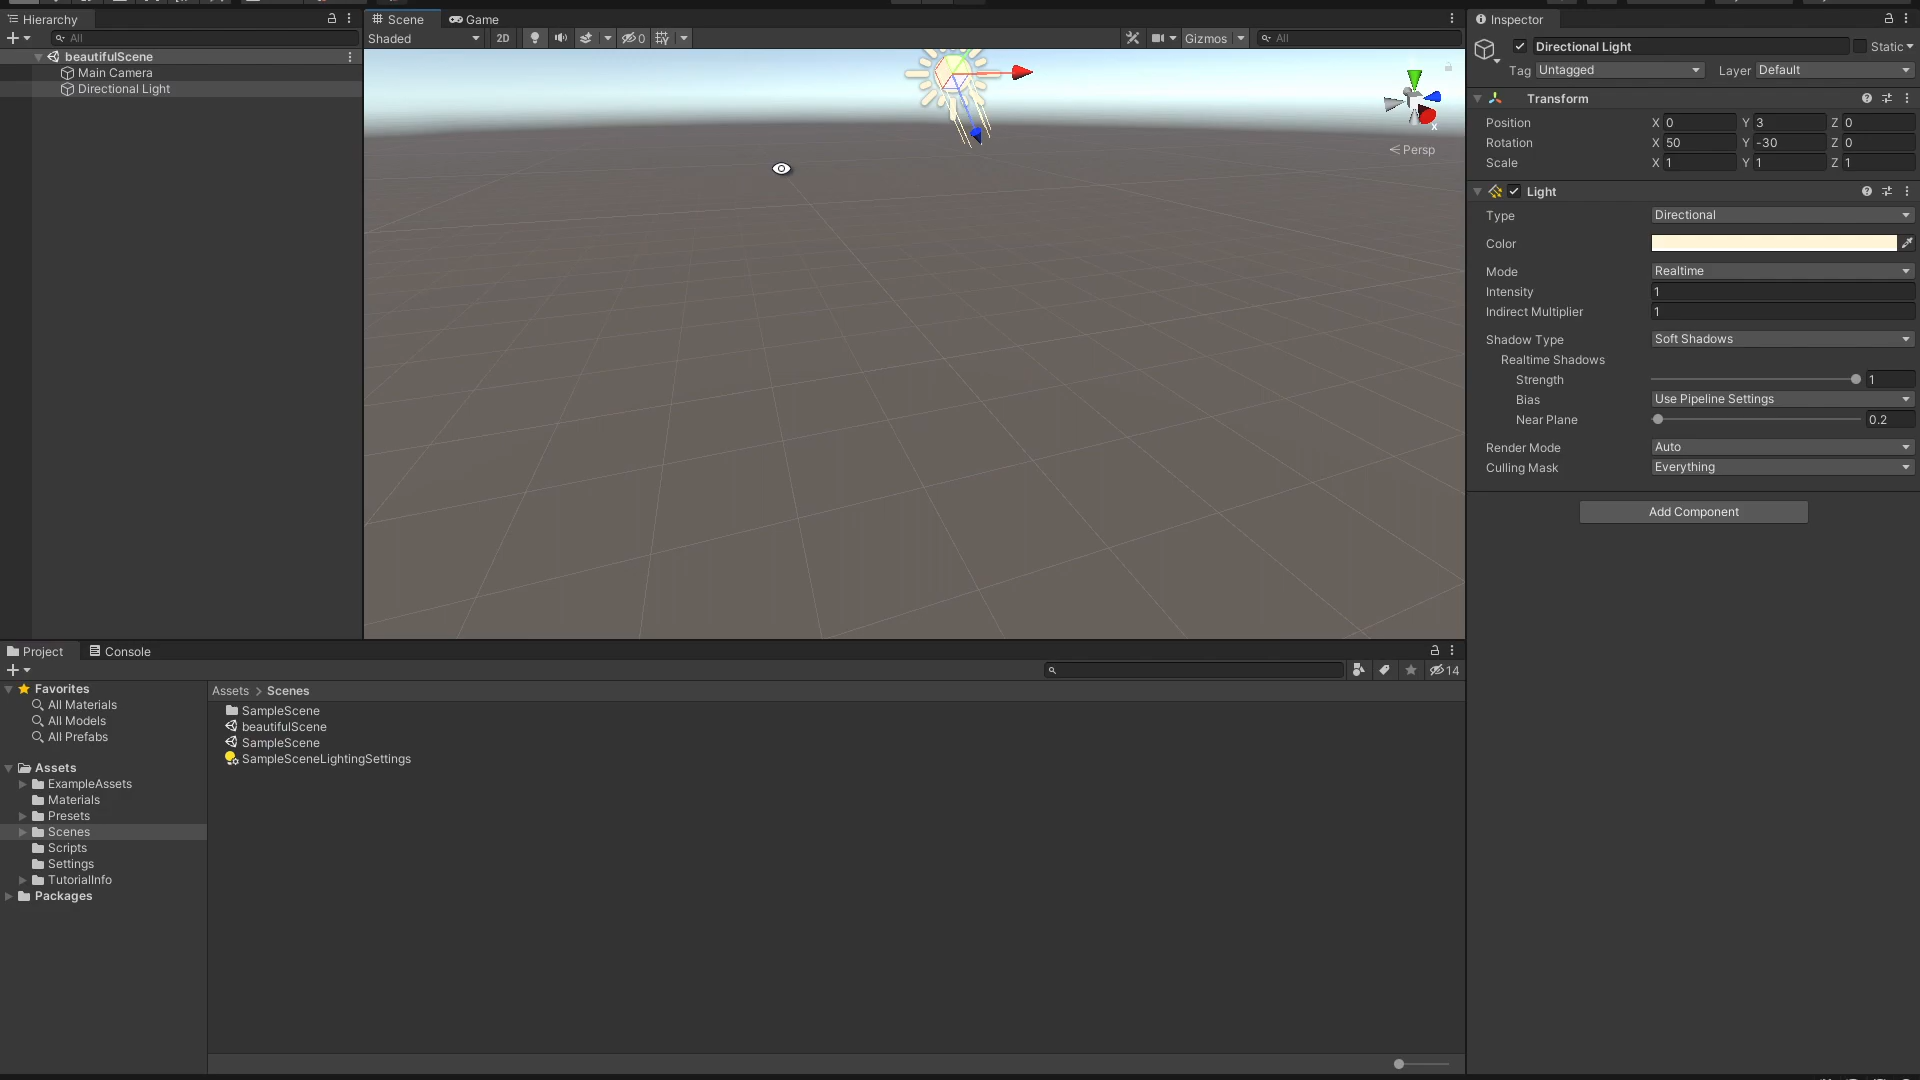 Hierarchy
All
beautifulScene
Main Camera
Directional Light
Scene
Game
Shaded
2D
0
Gizmos
All
x
Persp
Inspector
Directional Light
Static
Tag Untagged
Layer Default
Transform
Position X 0 Y 3 Z 0
Rotation X 50 Y -30 Z 0
Scale X 1 Y 1 Z 1
Light
Type Directional
Color
Mode Realtime
Intensity 1
Indirect Multiplier 1
Shadow Type Soft Shadows
Realtime Shadows
Strength 1
Bias Use Pipeline Settings
Near Plane 0.2
Render Mode Auto
Culling Mask Everything
Add Component
Project
Console
14
Favorites
All Materials
All Models
All Prefabs
Assets
ExampleAssets
Materials
Presets
Scenes
Scripts
Settings
TutorialInfo
Packages
Assets > Scenes
SampleScene
beautifulScene
SampleScene
SampleSceneLightingSettings